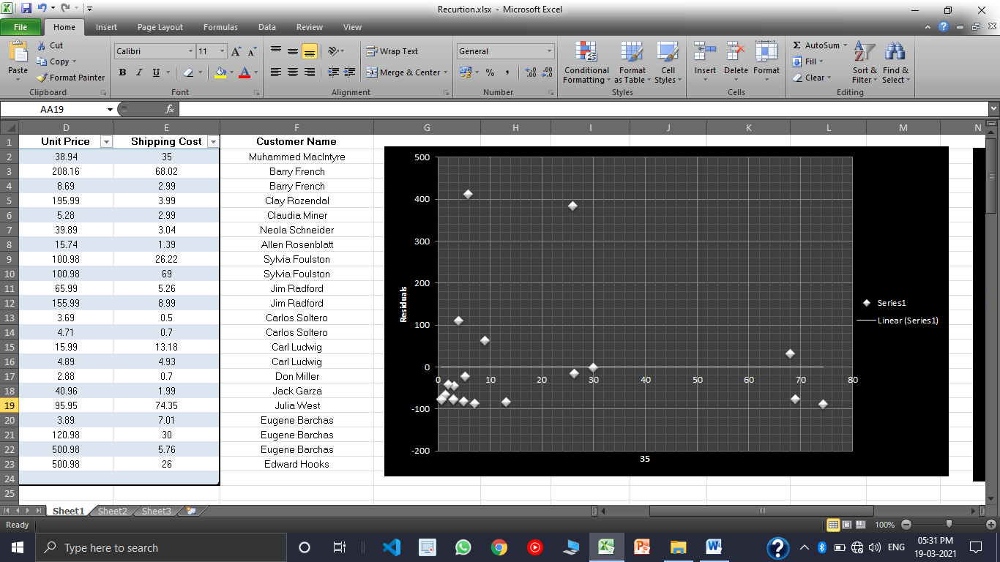 Recurtion.xlsx - Microsoft Excel
File Home Insert Page Layout Formulas Data Review View
Paste Cut Copy Format Painter Clipboard
Calibri 11 B I U A Font
Wrap Text Merge & Center Alignment
General % , Number
Conditional Formatting Format as Table Cell Styles Styles
Insert Delete Format Cells
Σ AutoSum Fill Clear Sort & Filter Find & Select Editing
AA19 fx
D E F G H I J K L M N
1 Unit Price Shipping Cost Customer Name
2 38.94 35 Muhammed MacIntyre
3 208.16 68.02 Barry French
4 8.69 2.99 Barry French
5 195.99 3.99 Clay Rozendal
6 5.28 2.99 Claudia Miner
7 39.89 3.04 Neola Schneider
8 15.74 1.39 Allen Rosenblatt
9 100.98 26.22 Sylvia Foulston
10 100.98 69 Sylvia Foulston
11 65.99 5.26 Jim Radford
12 155.99 8.99 Jim Radford
13 3.69 0.5 Carlos Soltero
14 4.71 0.7 Carlos Soltero
15 15.99 13.18 Carl Ludwig
16 4.89 4.93 Carl Ludwig
17 2.88 0.7 Don Miller
18 40.96 1.99 Jack Garza
19 95.95 74.35 Julia West
20 3.89 7.01 Eugene Barchas
21 120.98 30 Eugene Barchas
22 500.98 5.76 Eugene Barchas
23 500.98 26 Edward Hooks
24
25
500
400
300
200
100
0
-100
-200
Residuals
0 10 20 30 40 50 60 70 80
35
Series1
Linear (Series1)
Sheet1 Sheet2 Sheet3
Ready 100%
Type here to search
ENG 05:31 PM
19-03-2021